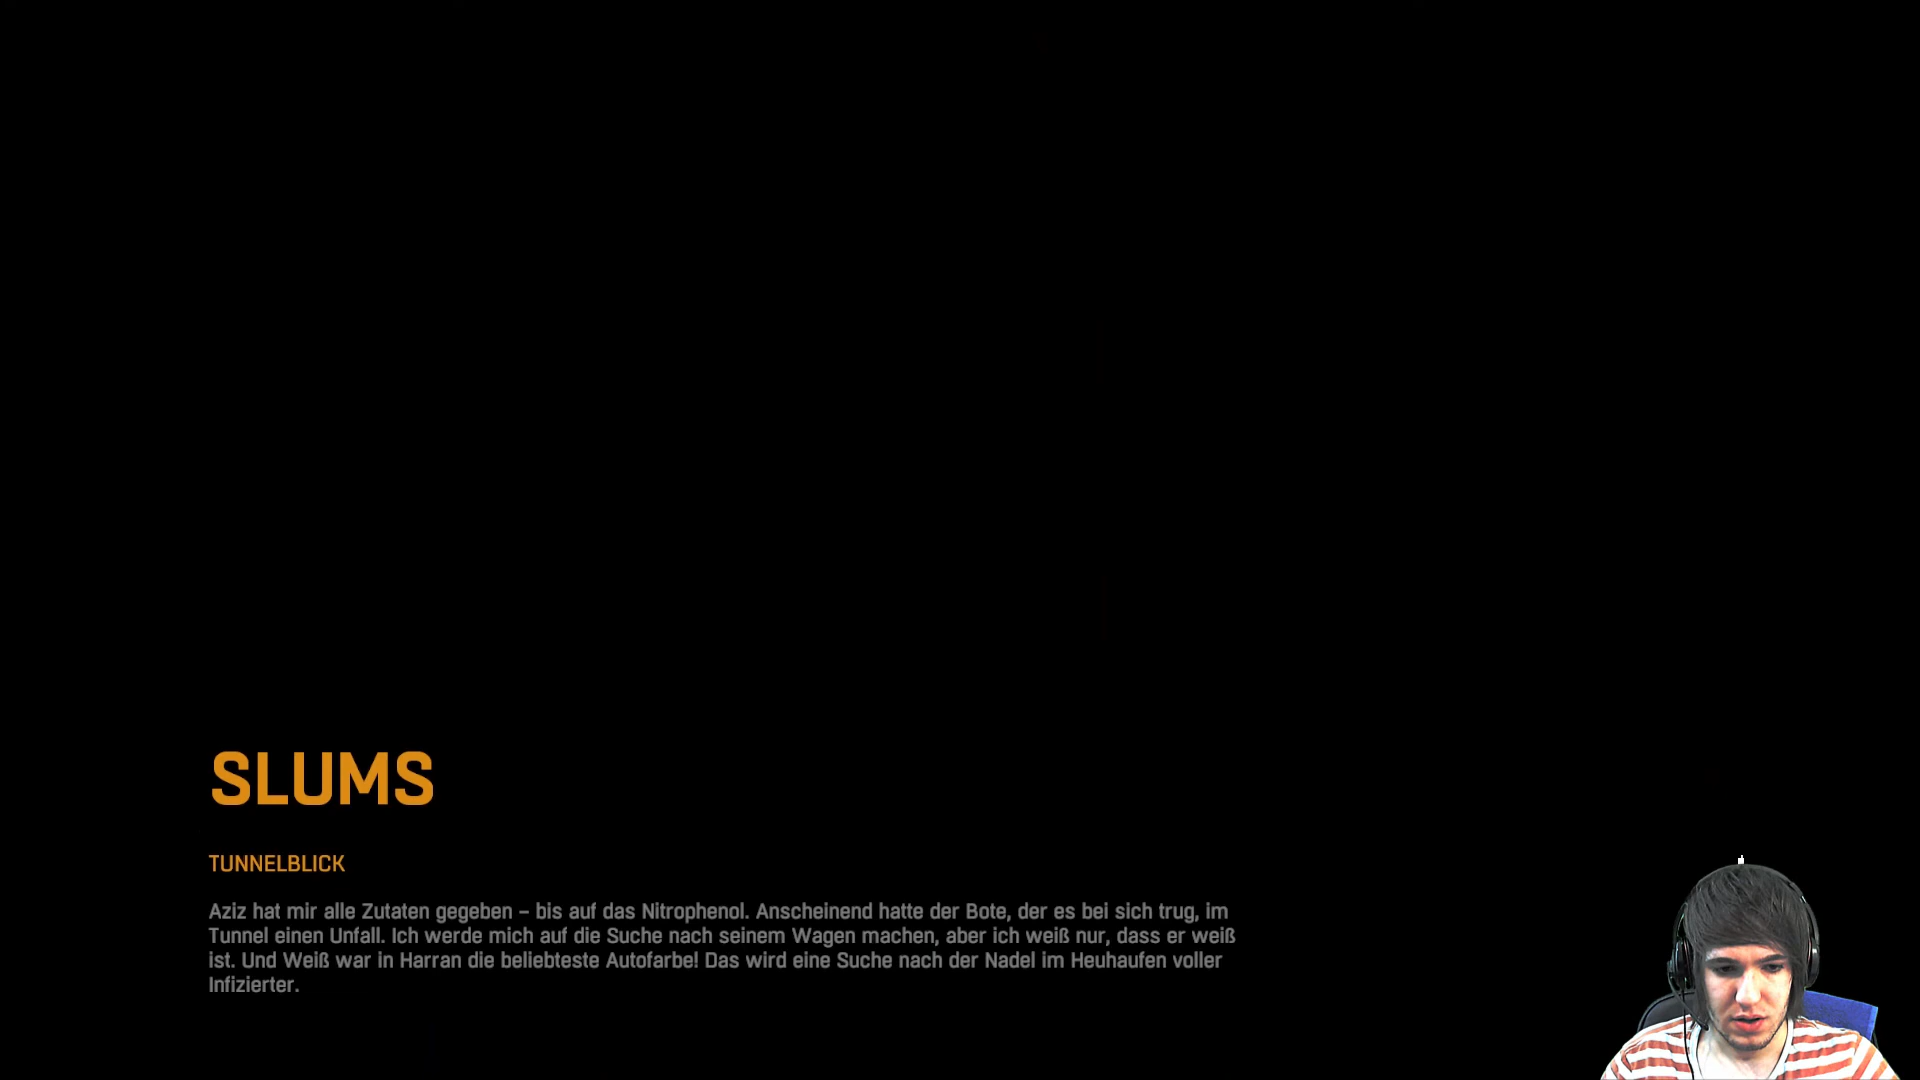 SLUMS
TUNNELBLICK
Aziz hat mir alle Zutaten gegeben – bis auf das Nitrophenol. Anscheinend hatte der Bote, der es bei sich trug, im
Tunnel einen Unfall. Ich werde mich auf die Suche nach seinem Wagen machen, aber ich weiß nur, dass er weiß
ist. Und Weiß war in Harran die beliebteste Autofarbe! Das wird eine Suche nach der Nadel im Heuhaufen voller
Infizierter.